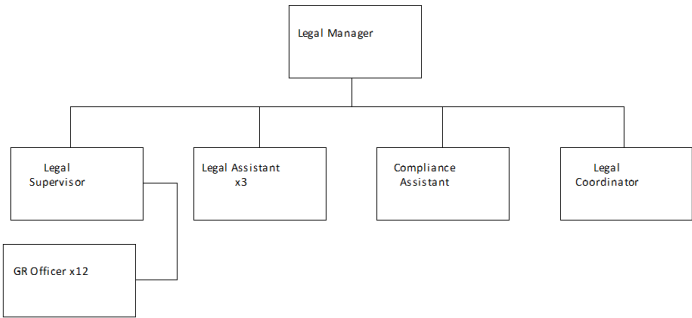 Legal Manager
Legal
Supervisor
Legal Assistant
x3
Compliance
Assistant
Legal
Coordinator
GR Officer x12